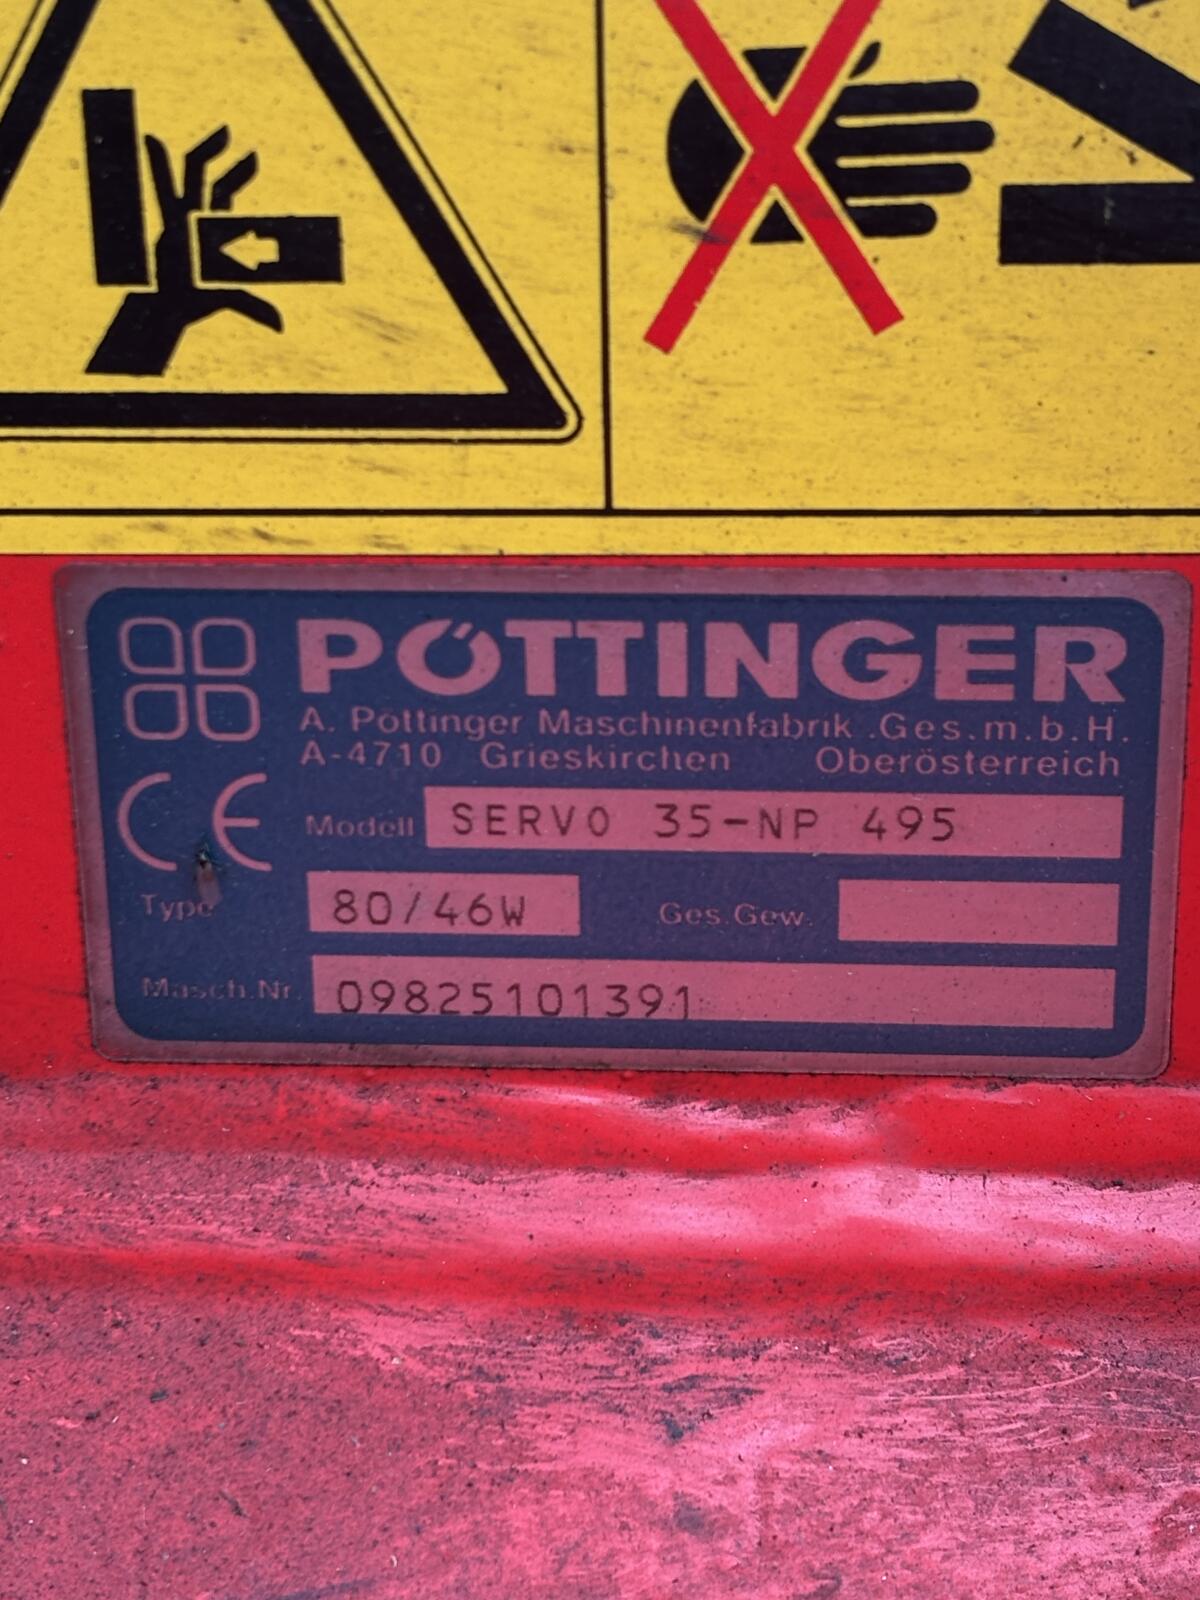 PÖTTINGER
A. Pöttinger Maschinenfabrik .Ges.m.b.H.
A-4710 Grieskirchen Oberösterreich
CE
Modell SERVO 35-NP 495
Type 80/46W Ges.Gew.
Masch.Nr. 09825101391